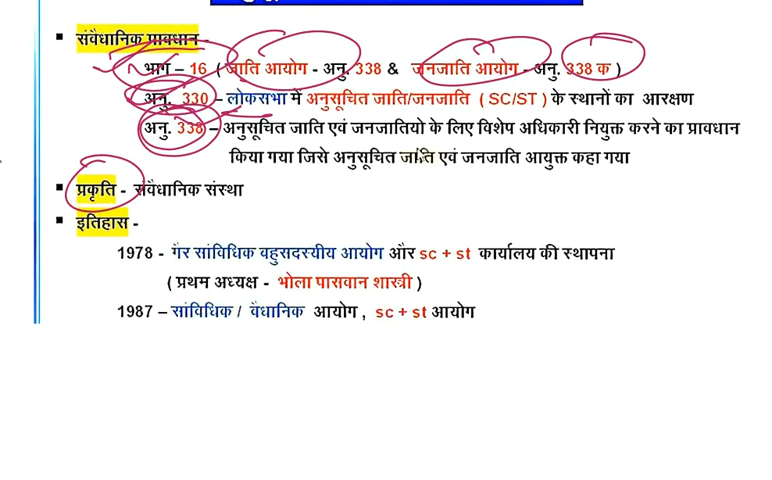 संवैधानिक प्रावधान -
भाग – 16 ( जाति आयोग - अनु. 338 & जनजाति आयोग - अनु. 338 क )
अनु. 330 – लोकसभा में अनुसूचित जाति/जनजाति ( SC/ST ) के स्थानों का आरक्षण
अनु. 338 – अनुसूचित जाति एवं जनजातियो के लिए विशेष अधिकारी नियुक्त करने का प्रावधान
किया गया जिसे अनुसूचित जाति एवं जनजाति आयुक्त कहा गया
प्रकृति - संवैधानिक संस्था
इतिहास -
1978 - गैर सांविधिक बहुसदस्यीय आयोग और sc + st कार्यालय की स्थापना
( प्रथम अध्यक्ष - भोला पासवान शास्त्री )
1987 – सांविधिक / वैधानिक आयोग , sc + st आयोग